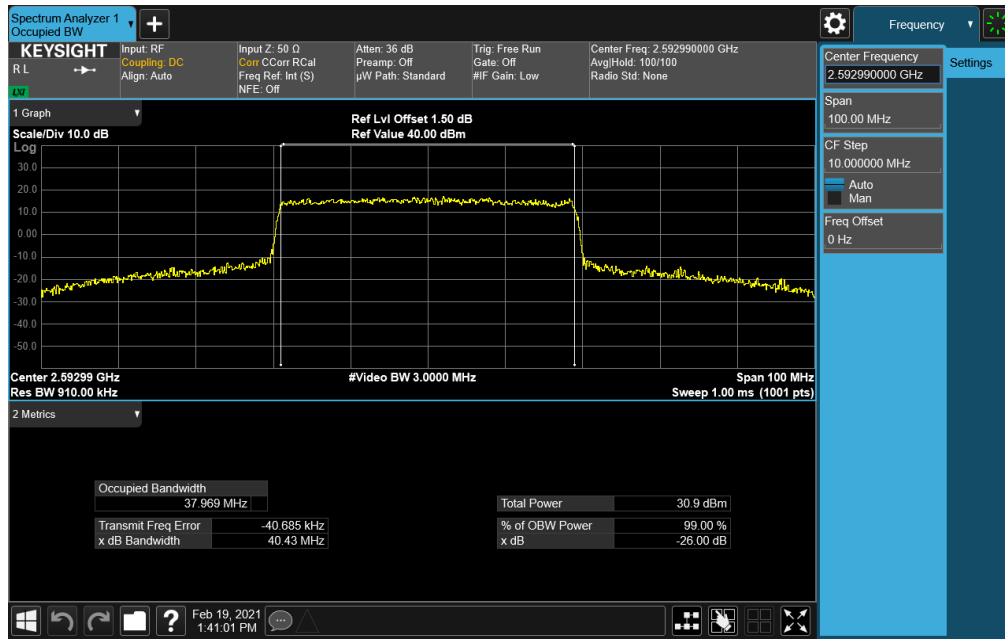 Spectrum Analyzer 1
Occupied BW
Frequency
KEYSIGHT
R L
LXI
Input: RF
Coupling: DC
Align: Auto
Input Z: 50 Ω
Corr CCorr RCal
Freq Ref: Int (S)
NFE: Off
Atten: 36 dB
Preamp: Off
µW Path: Standard
Trig: Free Run
Gate: Off
#IF Gain: Low
Center Freq: 2.592990000 GHz
Avg|Hold: 100/100
Radio Std: None
Center Frequency
2.592990000 GHz
Settings
Span
100.00 MHz
CF Step
10.000000 MHz
Auto
Man
Freq Offset
0 Hz
1 Graph
Scale/Div 10.0 dB
Ref Lvl Offset 1.50 dB
Ref Value 40.00 dBm
Log
30.0
20.0
10.0
0.00
-10.0
-20.0
-30.0
-40.0
-50.0
Center 2.59299 GHz
#Video BW 3.0000 MHz
Span 100 MHz
Res BW 910.00 kHz
Sweep 1.00 ms (1001 pts)
2 Metrics
Occupied Bandwidth
37.969 MHz
Total Power 30.9 dBm
Transmit Freq Error -40.685 kHz
% of OBW Power 99.00 %
x dB Bandwidth 40.43 MHz
x dB -26.00 dB
?
Feb 19, 2021
1:41:01 PM